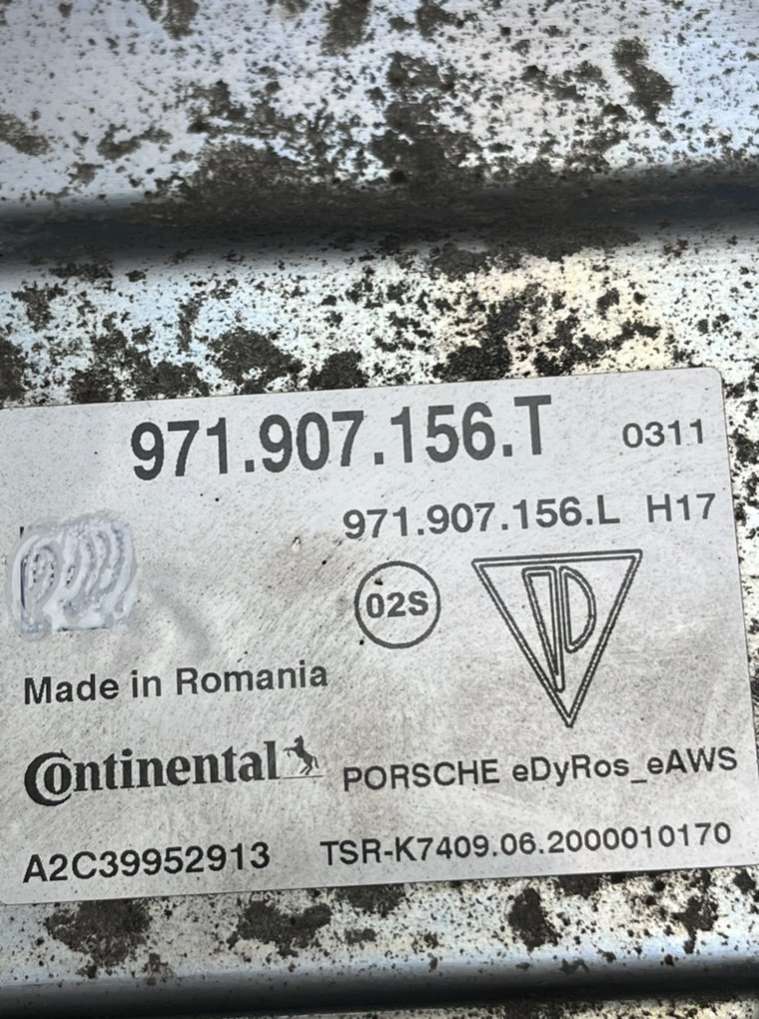 971.907.156.T 0311
971.907.156.L H17
02S
Made in Romania
Continental PORSCHE eDyRos_eAWS
A2C39952913 TSR-K7409.06.2000010170